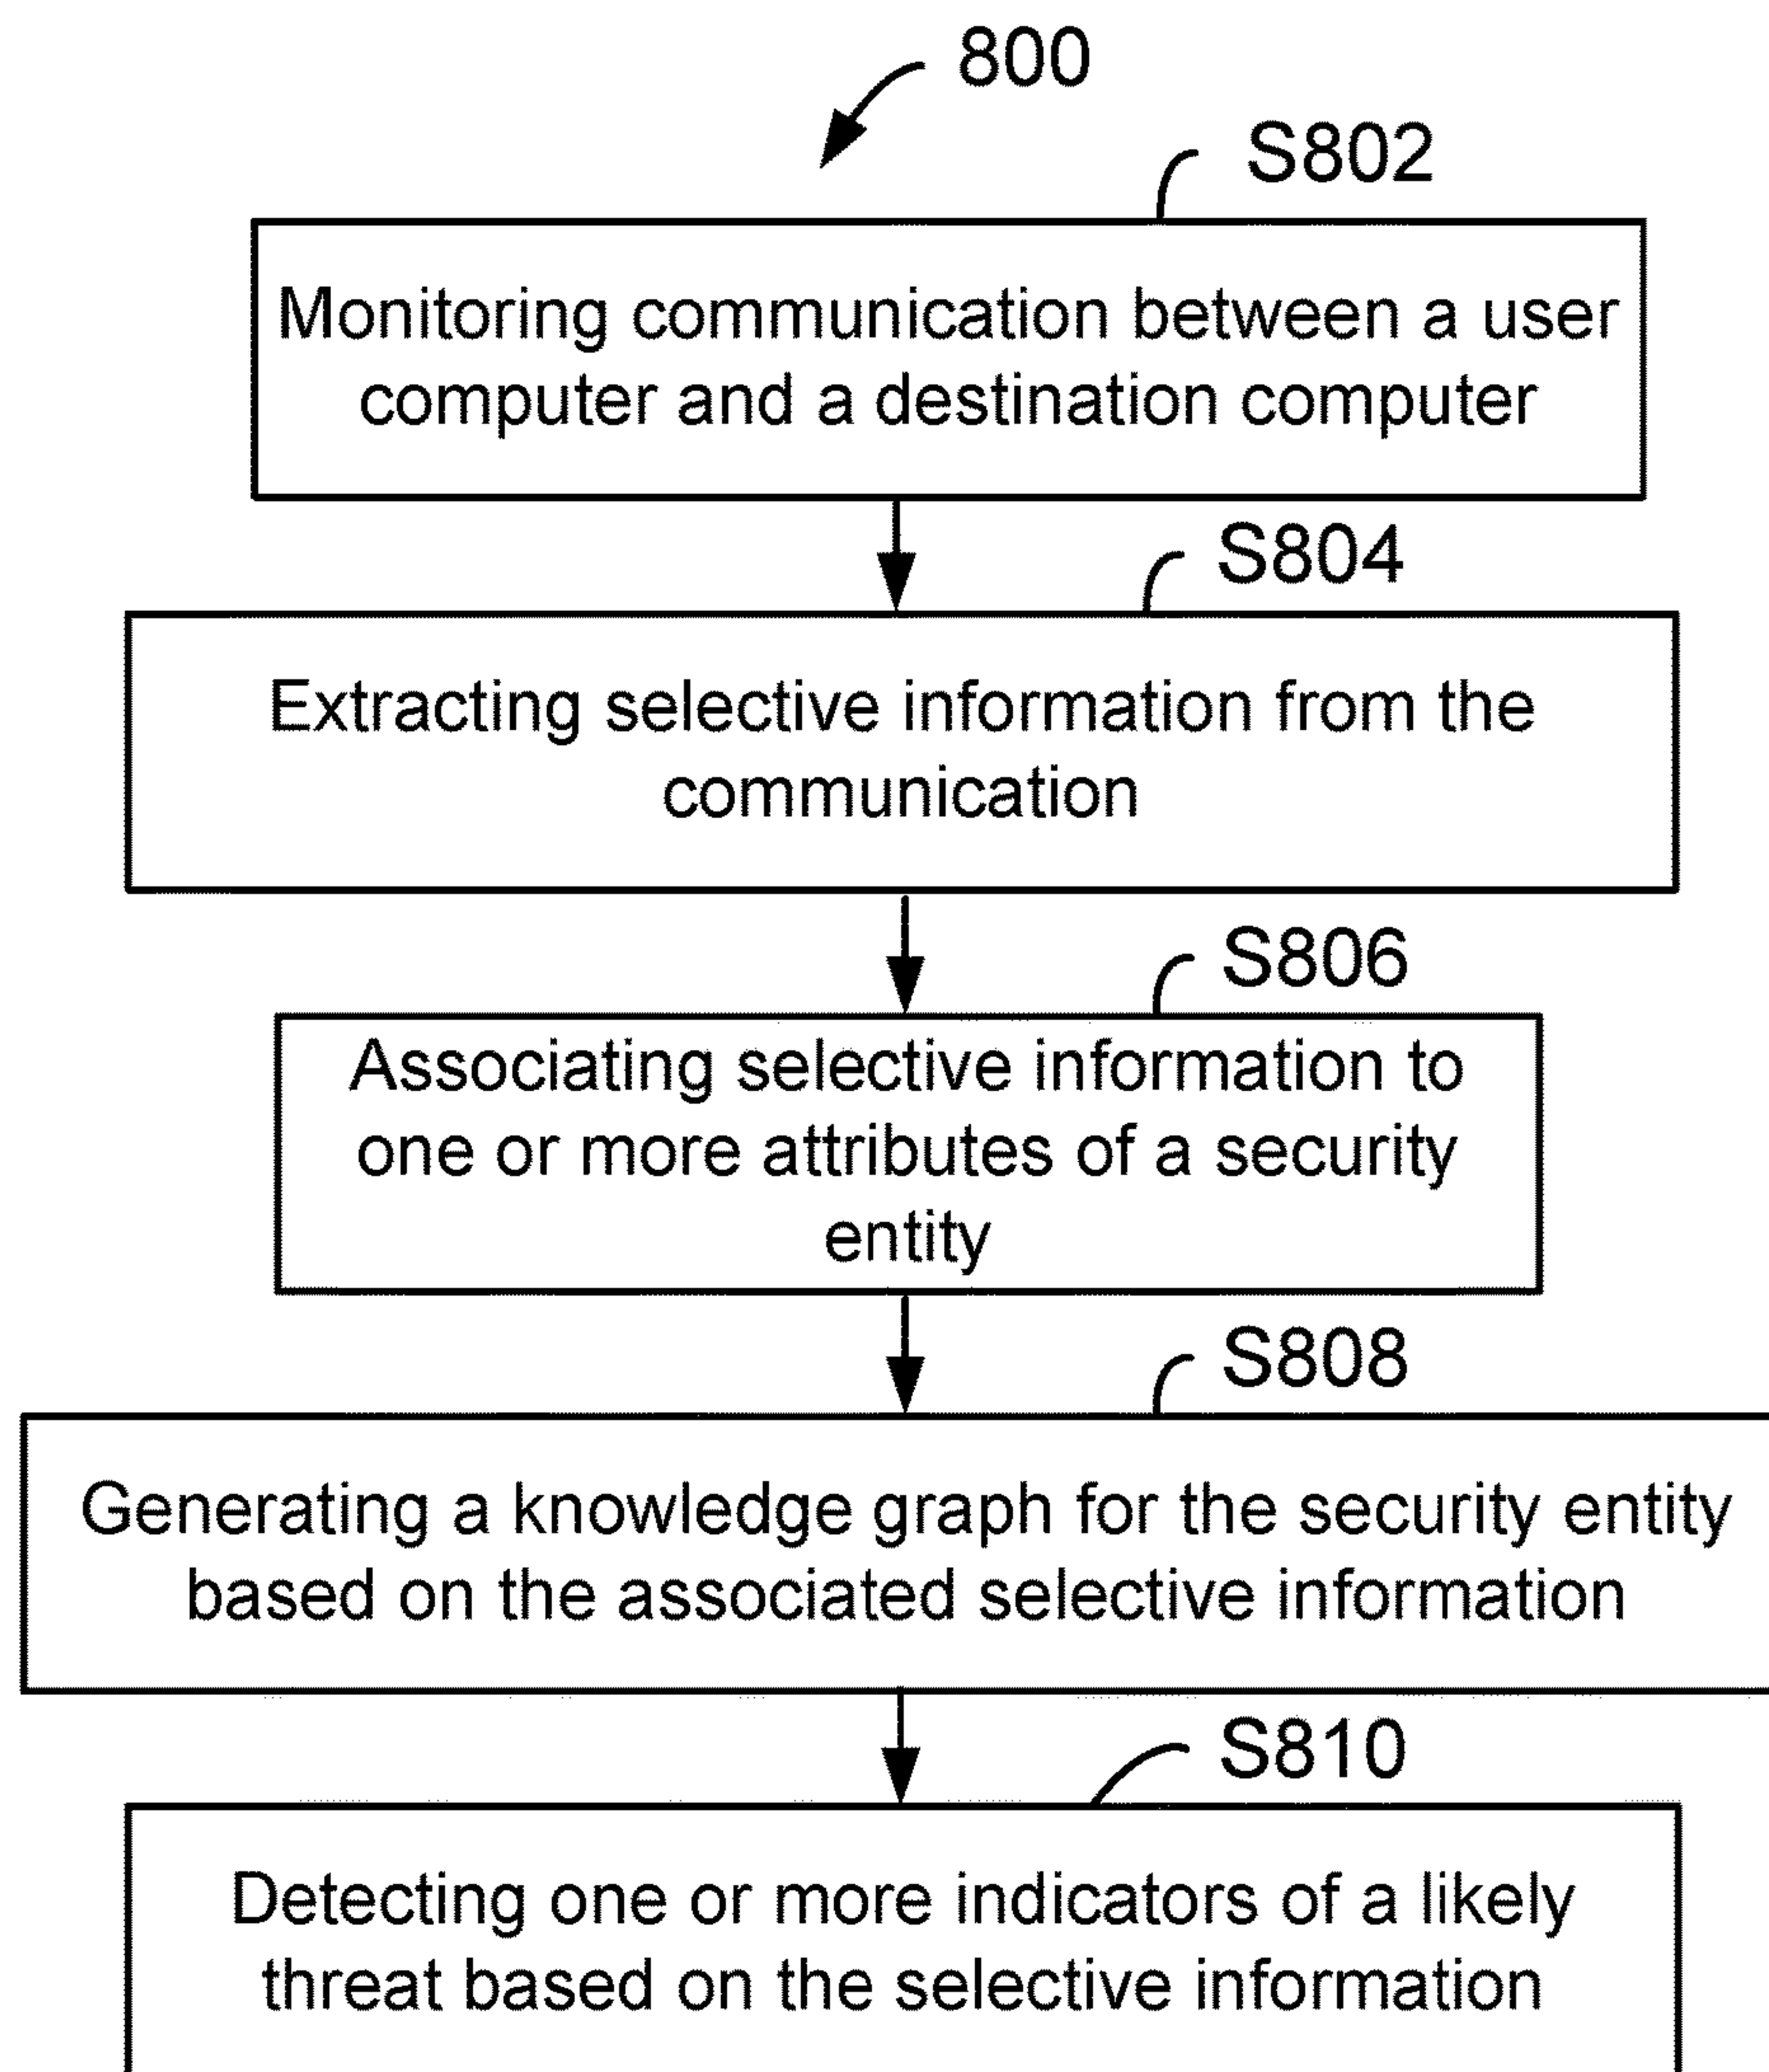 800
S802
Monitoring communication between a user
computer and a destination computer
S804
Extracting selective information from the
communication
S806
Associating selective information to
one or more attributes of a security
entity
S808
Generating a knowledge graph for the security entity
based on the associated selective information
S810
Detecting one or more indicators of a likely
threat based on the selective information